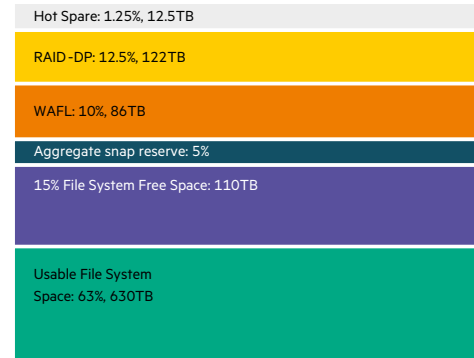 Hot Spare: 1.25%, 12.5TB
RAID-DP: 12.5%, 122TB
WAFL: 10%, 86TB
Aggregate snap reserve: 5%
15% File System Free Space: 110TB
Usable File System
Space: 63%, 630TB